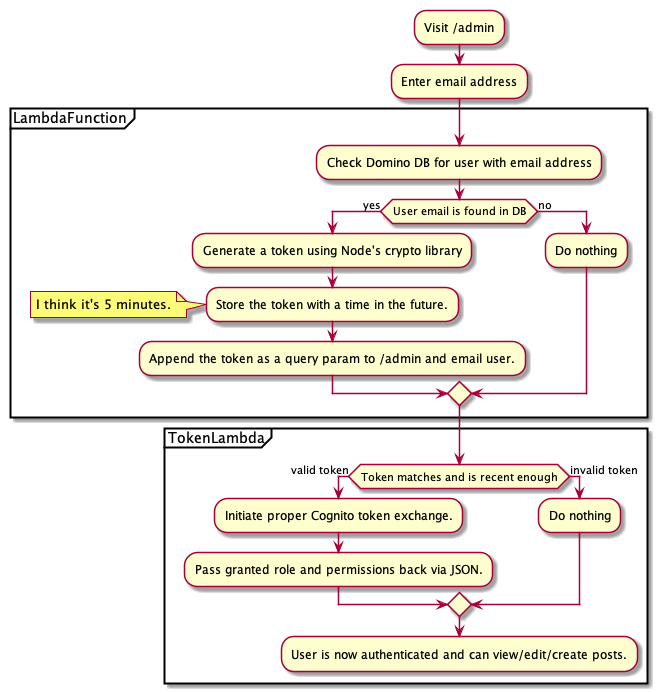 Visit /admin
Enter email address
LambdaFunction
Check Domino DB for user with email address
User email is found in DB
yes
no
Generate a token using Node's crypto library
Do nothing
I think it's 5 minutes.
Store the token with a time in the future.
Append the token as a query param to /admin and email user.
TokenLambda
valid token
Token matches and is recent enough
invalid token
Initiate proper Cognito token exchange.
Do nothing
Pass granted role and permissions back via JSON.
User is now authenticated and can view/edit/create posts.